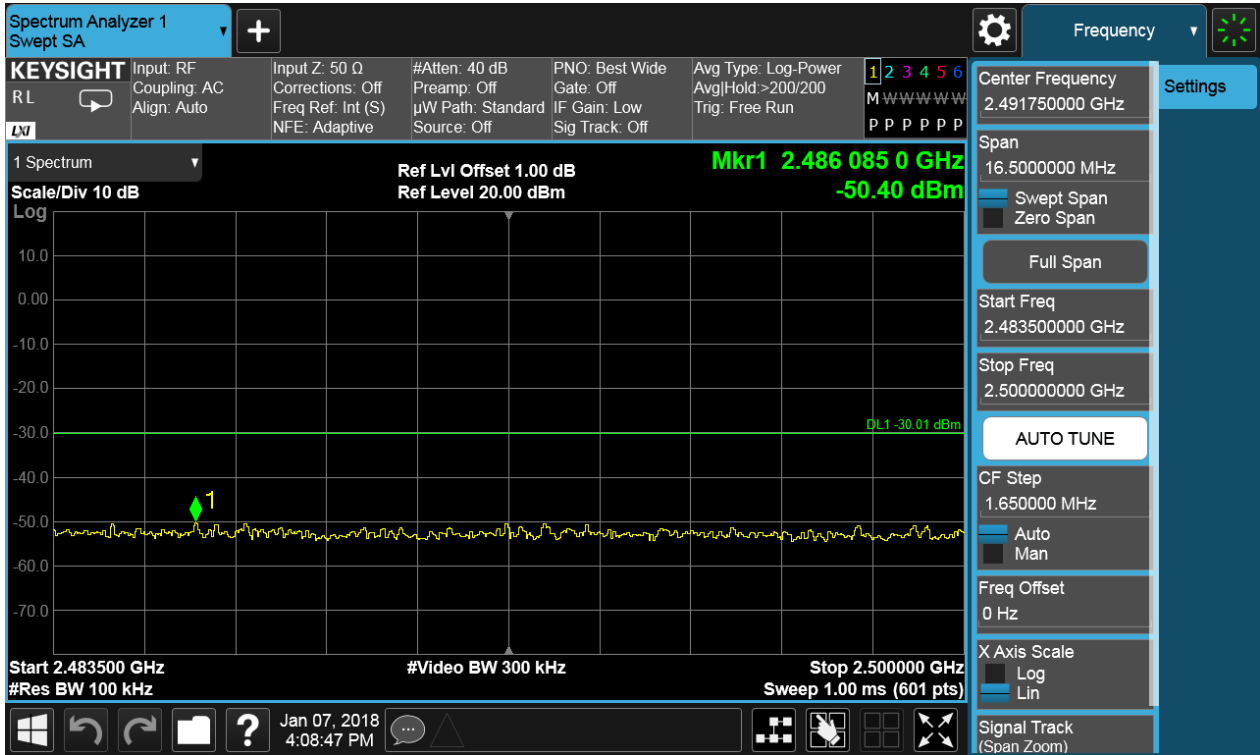 Spectrum Analyzer 1
Swept SA
Frequency
KEYSIGHT
RL
LXI
Input: RF
Coupling: AC
Align: Auto
Input Z: 50 Ω
Corrections: Off
Freq Ref: Int (S)
NFE: Adaptive
#Atten: 40 dB
Preamp: Off
µW Path: Standard
Source: Off
PNO: Best Wide
Gate: Off
IF Gain: Low
Sig Track: Off
Avg Type: Log-Power
Avg|Hold:>200/200
Trig: Free Run
1 2 3 4 5 6
M W W W W W
P P P P P P
1 Spectrum
Scale/Div 10 dB
Log
Ref Lvl Offset 1.00 dB
Ref Level 20.00 dBm
Mkr1 2.486 085 0 GHz
-50.40 dBm
10.0
0.00
-10.0
-20.0
-30.0
-40.0
-50.0
-60.0
-70.0
DL1 -30.01 dBm
1
Start 2.483500 GHz
#Res BW 100 kHz
#Video BW 300 kHz
Stop 2.500000 GHz
Sweep 1.00 ms (601 pts)
Center Frequency
2.491750000 GHz
Span
16.5000000 MHz
Swept Span
Zero Span
Full Span
Start Freq
2.483500000 GHz
Stop Freq
2.500000000 GHz
AUTO TUNE
CF Step
1.650000 MHz
Auto
Man
Freq Offset
0 Hz
X Axis Scale
Log
Lin
Signal Track
(Span Zoom)
Settings
?
Jan 07, 2018
4:08:47 PM